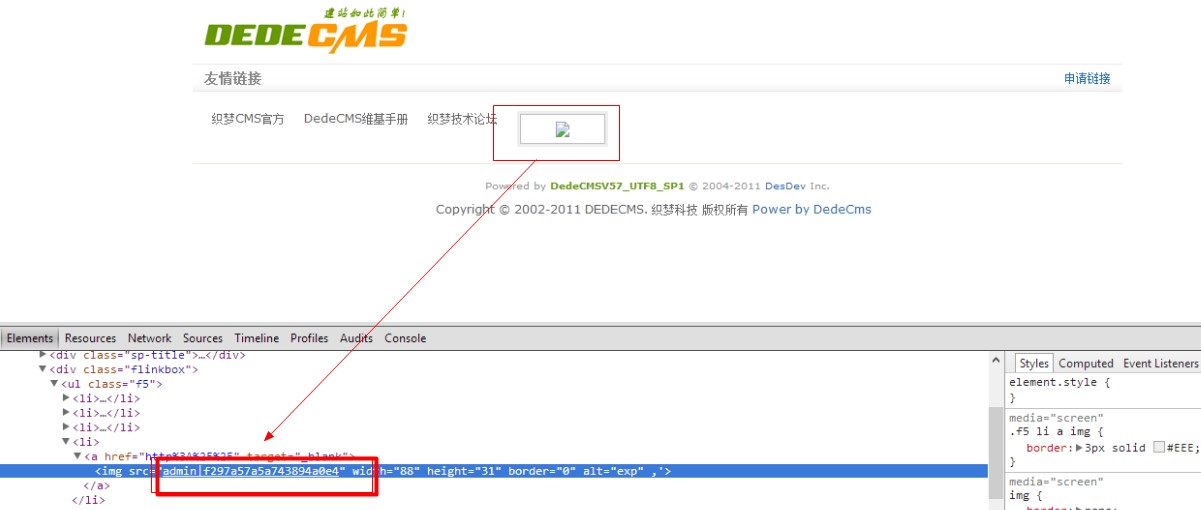 建站如此简单!
DEDECMS
友情链接
申请链接
织梦CMS官方 DedeCMS维基手册 织梦技术论坛
Powered by DedeCMSV57_UTF8_SP1 © 2004-2011 DesDev Inc.
Copyright © 2002-2011 DEDECMS. 织梦科技 版权所有 Power by DedeCms
Elements Resources Network Sources Timeline Profiles Audits Console
<div class="sp-title">…</div>
<div class="flinkbox">
<ul class="f5">
<li>…</li>
<li>…</li>
<li>…</li>
<li>
<a href="http%3A%25%25" target="_blank">
<img src="admin|f297a57a5a743894a0e4" width="88" height="31" border="0" alt="exp" ,'>
</a>
</li>
Styles Computed Event Listeners
element.style {
}
media="screen"
.f5 li a img {
border: 3px solid #EEE;
}
media="screen"
img {